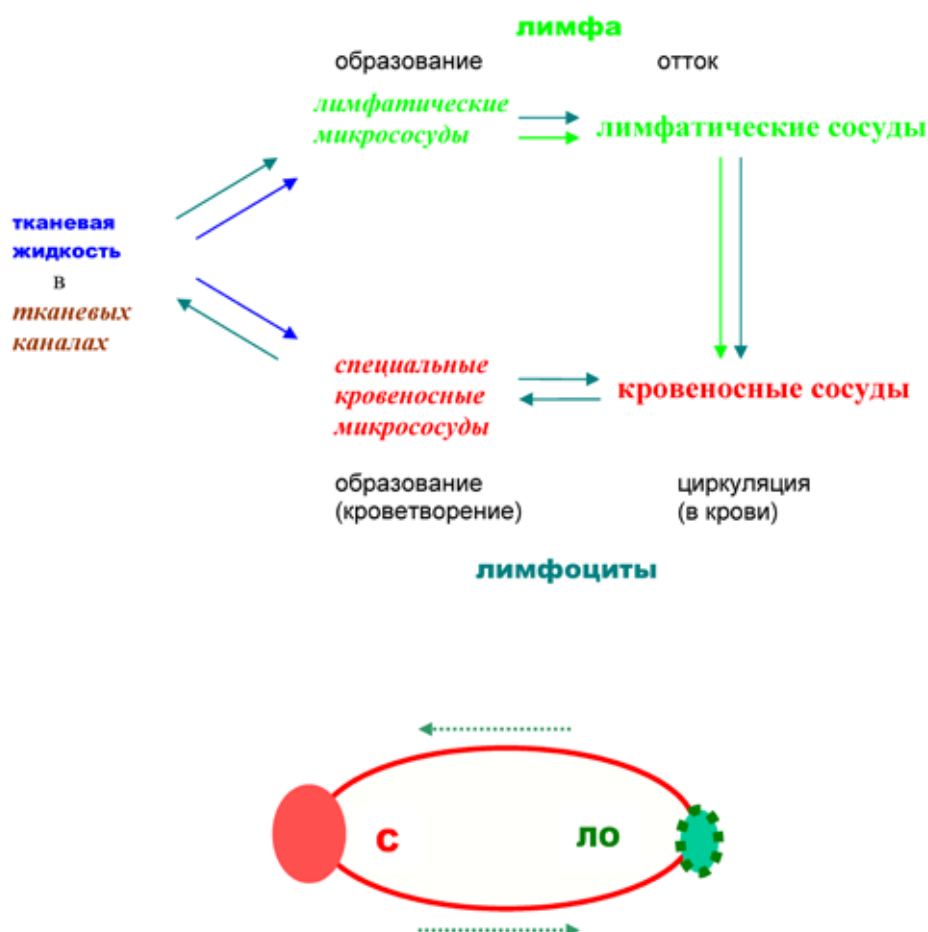 лимфа
образование
отток
лимфатические
микрососуды
лимфатические сосуды
тканевая
жидкость
в
тканевых
каналах
специальные
кровеносные
микрососуды
кровеносные сосуды
образование
(кроветворение)
циркуляция
(в крови)
лимфоциты
с
ло